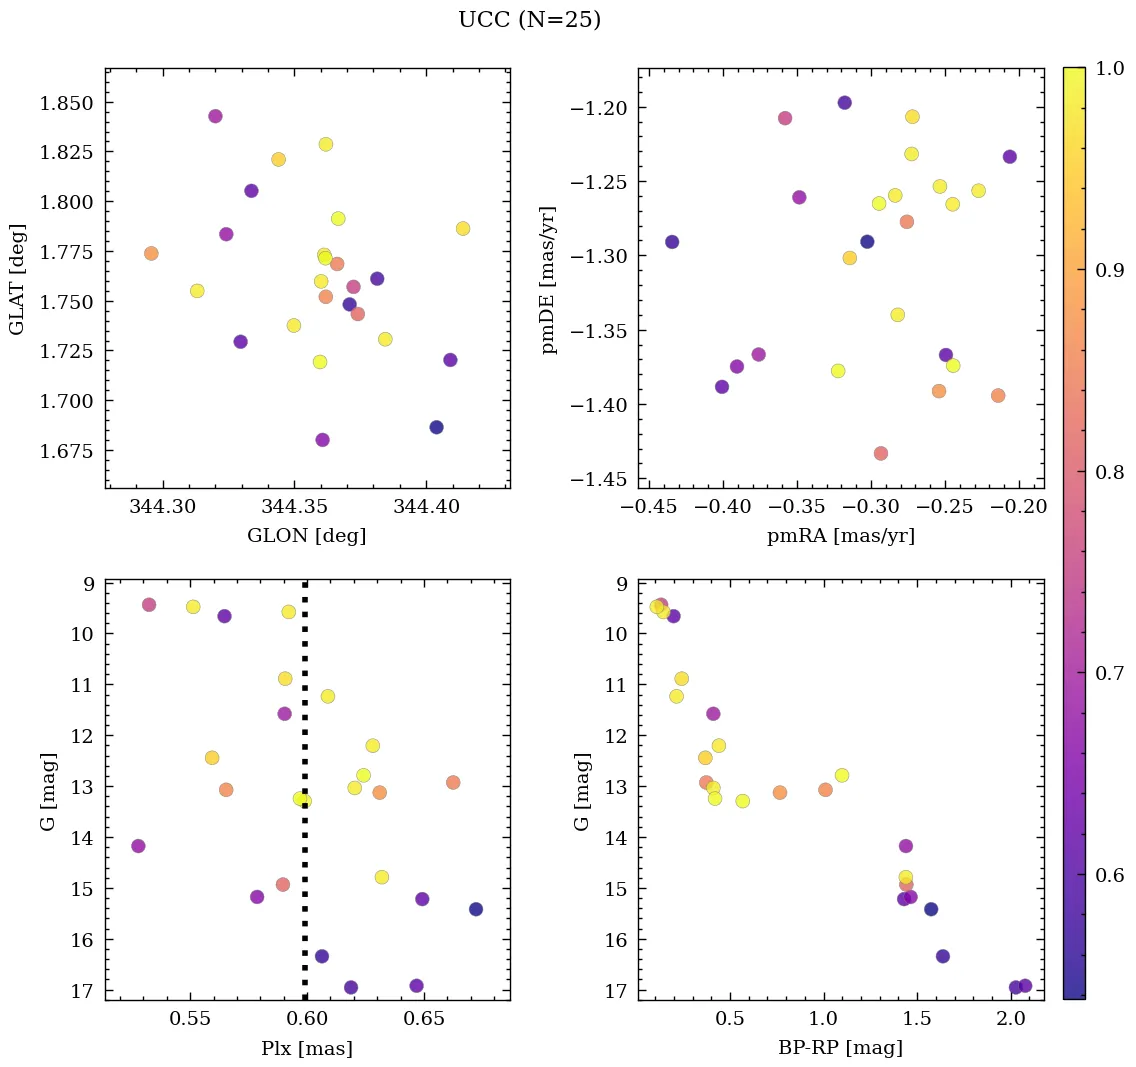 UCC (N=25)
1.850
1.825
1.800
1.775
1.750
1.725
1.700
1.675
GLAT [deg]
344.30 344.35 344.40
GLON [deg]
−1.20
−1.25
−1.30
−1.35
−1.40
−1.45
pmDE [mas/yr]
−0.45 −0.40 −0.35 −0.30 −0.25 −0.20
pmRA [mas/yr]
9
10
11
12
13
14
15
16
17
G [mag]
0.55 0.60 0.65
Plx [mas]
9
10
11
12
13
14
15
16
17
G [mag]
0.5 1.0 1.5 2.0
BP-RP [mag]
1.0
0.9
0.8
0.7
0.6